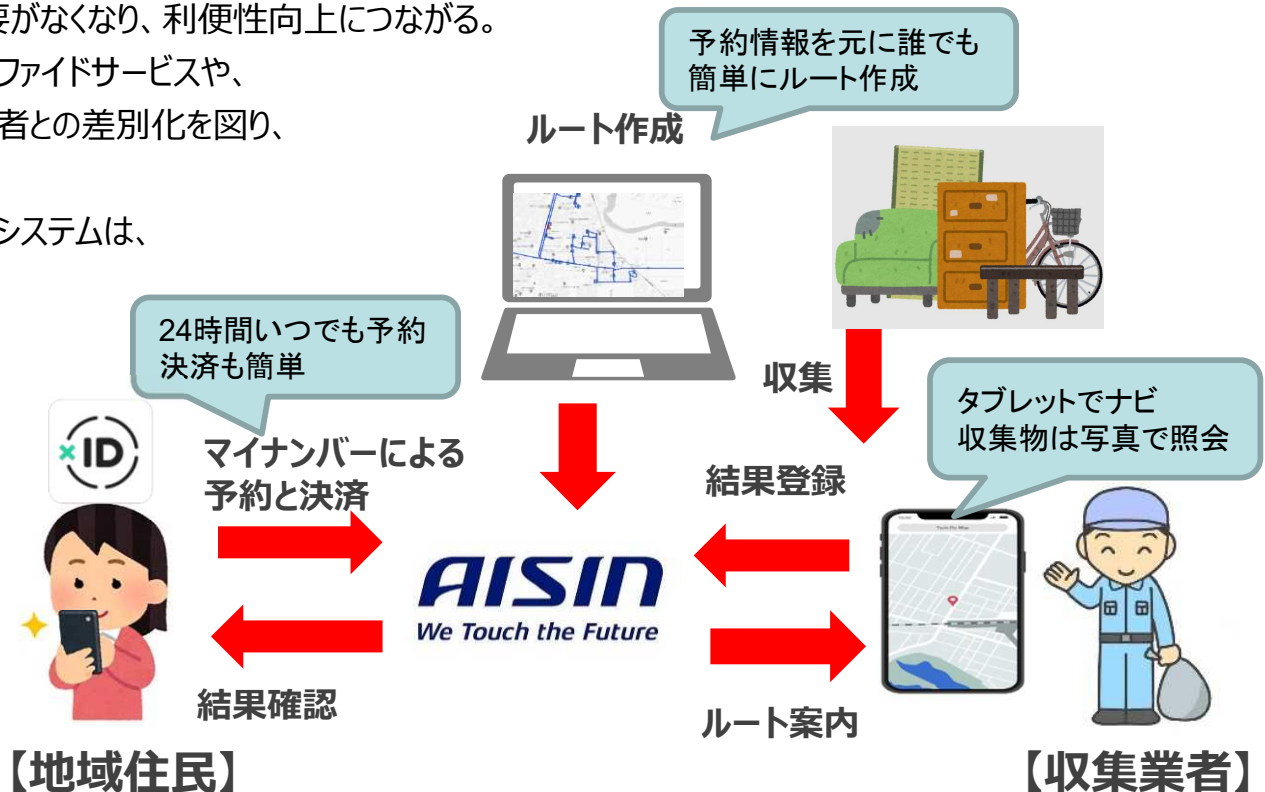 要がなくなり、利便性向上につながる。
ファイドサービスや、
者との差別化を図り、
システムは、
予約情報を元に誰でも
簡単にルート作成
ルート作成
24時間いつでも予約
決済も簡単
収集
タブレットでナビ
収集物は写真で照会
×ID
マイナンバーによる
予約と決済
結果登録
AISIN
We Touch the Future
結果確認
ルート案内
【地域住民】
【収集業者】